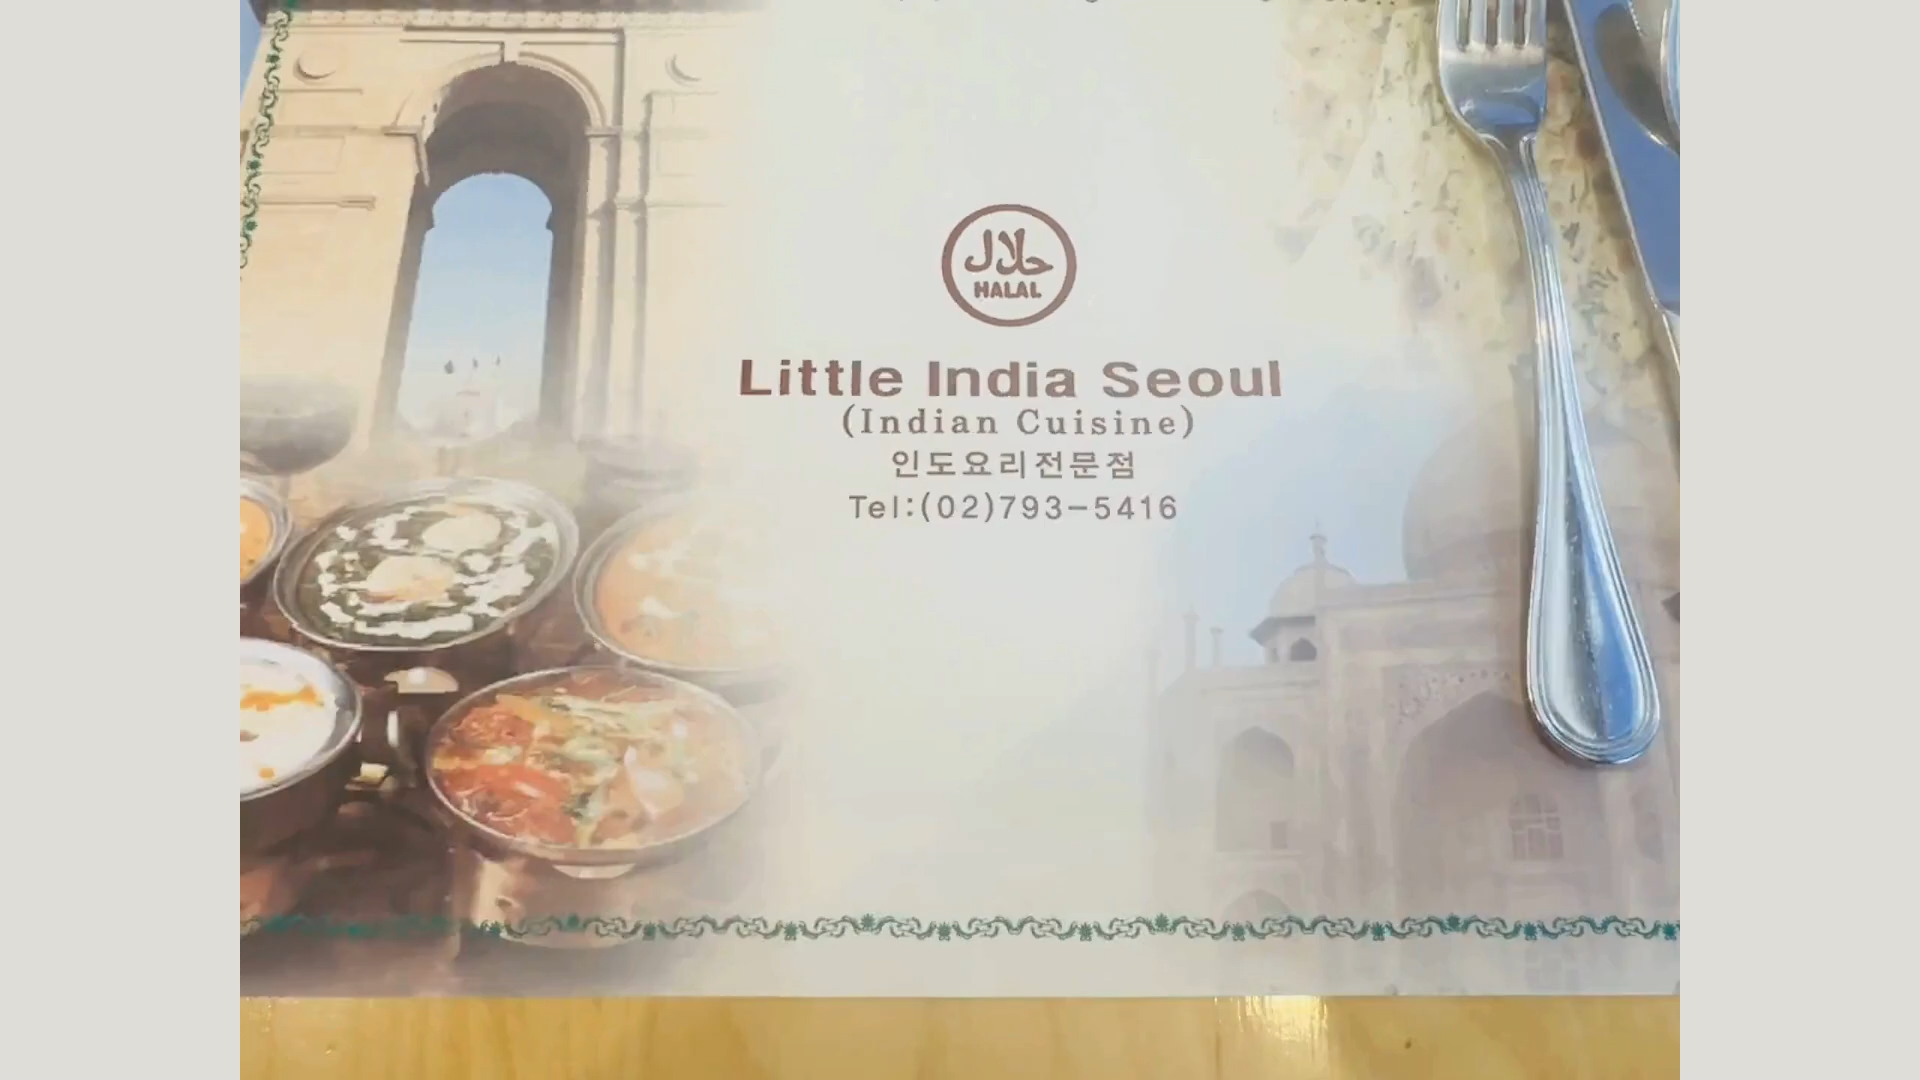 حلال
HALAL
Little India Seoul
(Indian Cuisine)
인도요리전문점
Tel:(02)793-5416